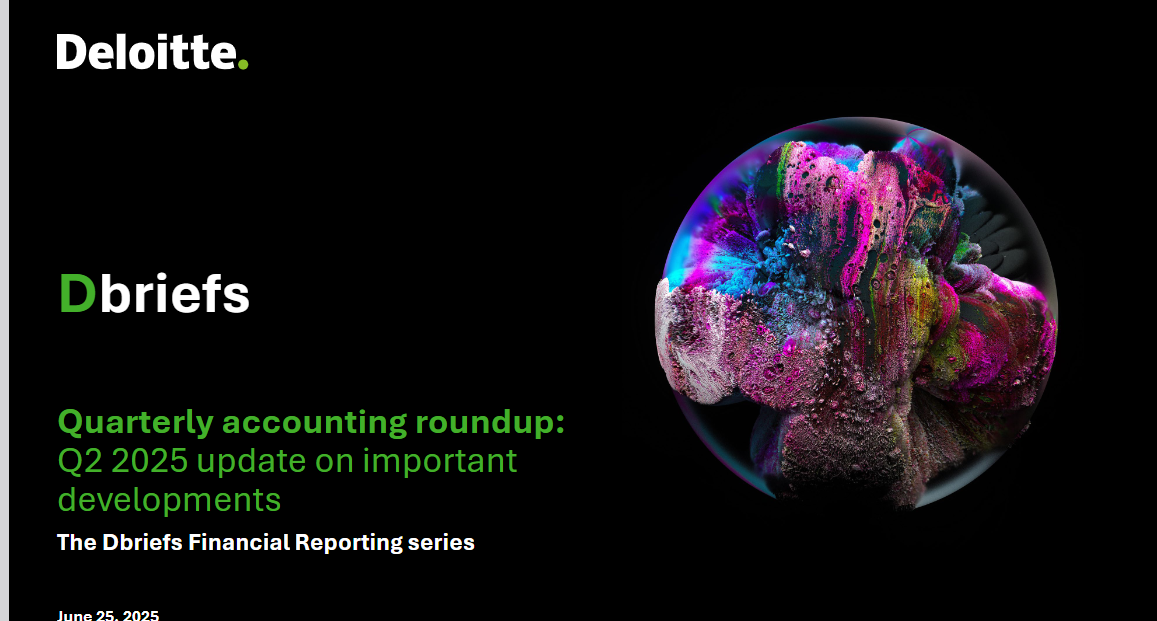 Deloitte.
Dbriefs
Quarterly accounting roundup:
Q2 2025 update on important
developments
The Dbriefs Financial Reporting series
June 25, 2025